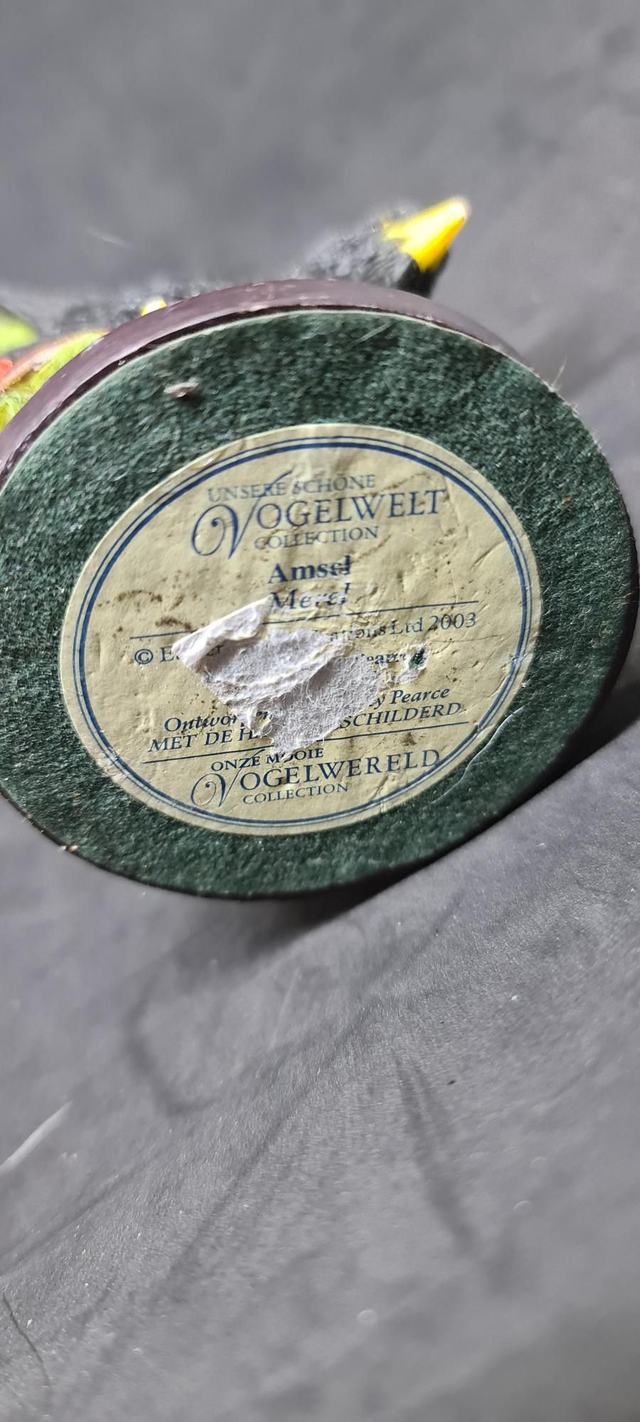 UNSERE SCHÖNE
VOGELWELT
COLLECTION
Amsel
Merel
© Ltd 2003
Pearce
MET DE SCHILDERD
ONZE MOOIE
VOGELWERELD
COLLECTION